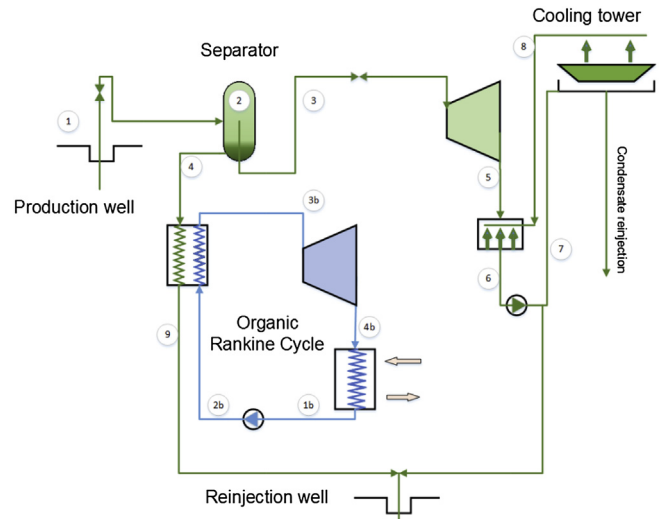 Cooling tower
Separator
8
2
3
1
4
5
Condensate reinjection
3b
Production well
7
6
Organic
Rankine Cycle
4b
9
2b
1b
Reinjection well